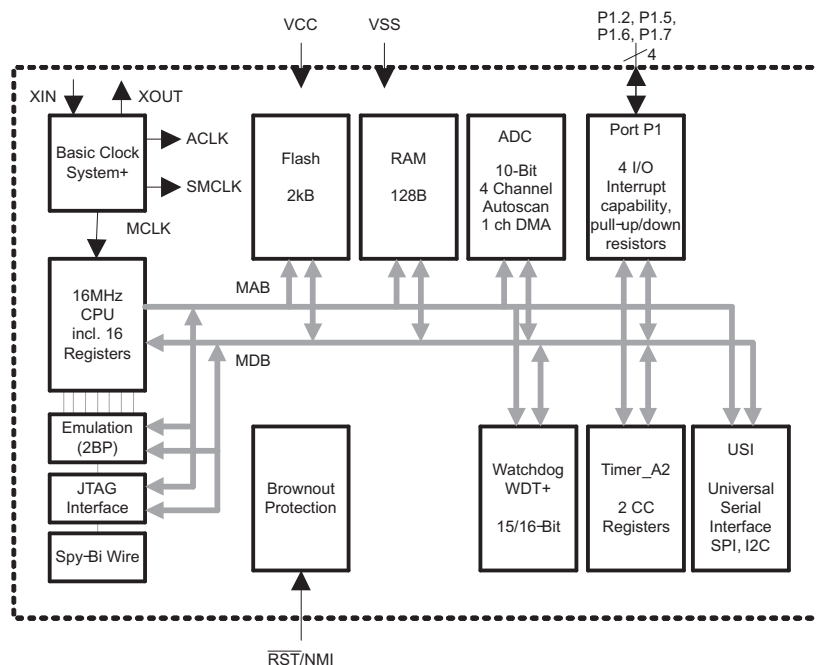 VCC
VSS
P1.2, P1.5,
P1.6, P1.7
4
XIN
XOUT
Basic Clock
System+
ACLK
SMCLK
MCLK
Flash
2kB
RAM
128B
ADC
10-Bit
4 Channel
Autoscan
1 ch DMA
Port P1
4 I/O
Interrupt
capability,
pull-up/down
resistors
16MHz
CPU
incl. 16
Registers
MAB
MDB
Emulation
(2BP)
JTAG
Interface
Spy-Bi Wire
Brownout
Protection
Watchdog
WDT+
15/16-Bit
Timer_A2
2 CC
Registers
USI
Universal
Serial
Interface
SPI, I2C
RST/NMI